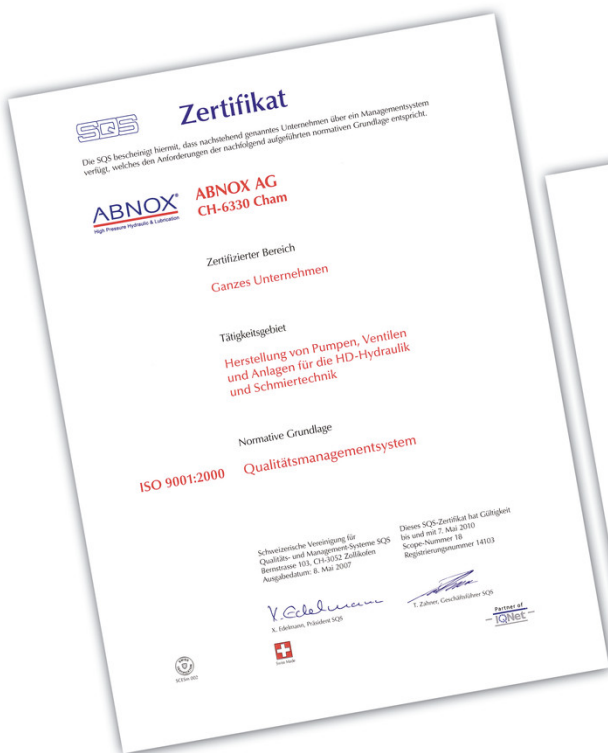 SQS
Zertifikat
Die SQS bescheinigt hiermit, dass nachstehend genanntes Unternehmen über ein Managementsystem
verfügt, welches den Anforderungen der nachfolgend aufgeführten normativen Grundlage entspricht.
ABNOX®
High Pressure Hydraulic & Lubrication
ABNOX AG
CH-6330 Cham
Zertifizierter Bereich
Ganzes Unternehmen
Tätigkeitsgebiet
Herstellung von Pumpen, Ventilen
und Anlagen für die HD-Hydraulik
und Schmiertechnik
Normative Grundlage
ISO 9001:2000 Qualitätsmanagementsystem
Schweizerische Vereinigung für
Qualitäts- und Management-Systeme SQS
Bernstrasse 103, CH-3052 Zollikofen
Ausgabedatum: 8. Mai 2007
Dieses SQS-Zertifikat hat Gültigkeit
bis und mit 7. Mai 2010
Scope-Nummer 18
Registrierungsnummer 14103
X. Edelmann
X. Edelmann, Präsident SQS
T. Zahner, Geschäftsführer SQS
Swiss Made
Partner of
IQNet